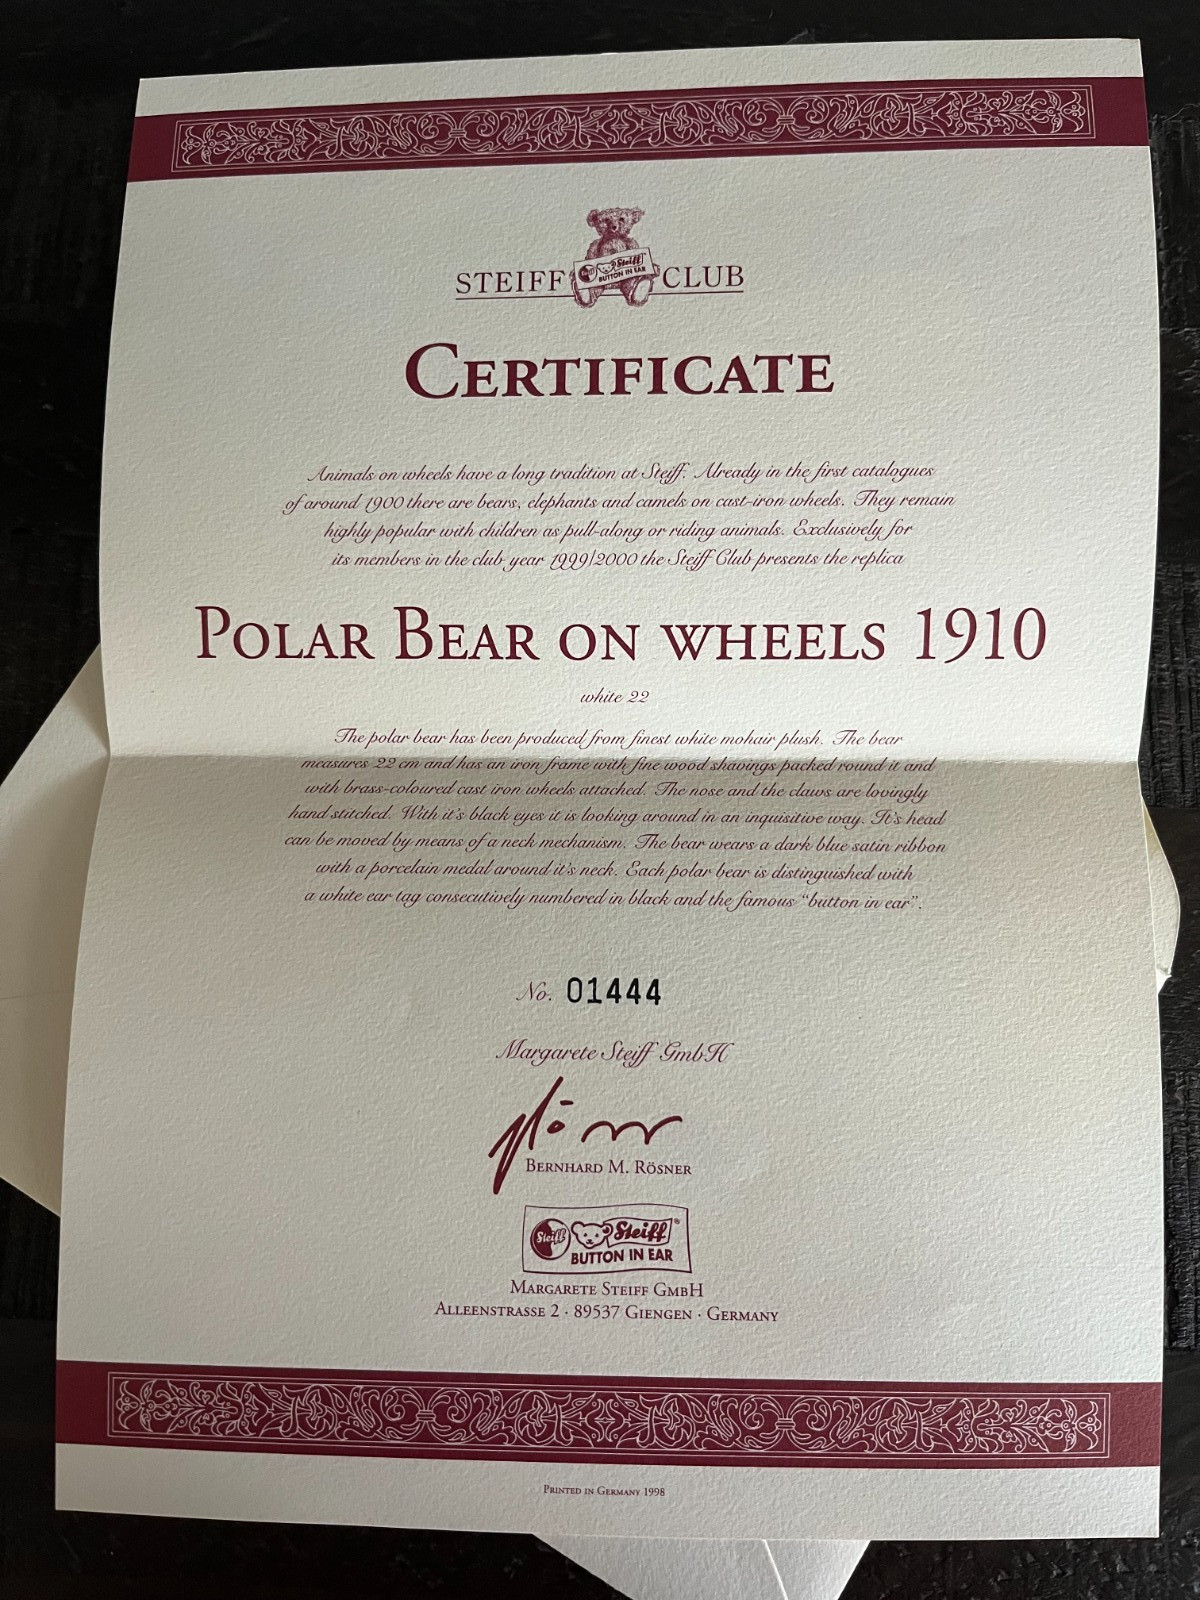 STEIFF CLUB
Steiff
BUTTON IN EAR
CERTIFICATE
Animals on wheels have a long tradition at Steiff. Already in the first catalogues
of around 1900 there are bears, elephants and camels on cast-iron wheels. They remain
highly popular with children as pull-along or riding animals. Exclusively for
its members in the club year 1999/2000 the Steiff Club presents the replica
POLAR BEAR ON WHEELS 1910
white 22
The polar bear has been produced from finest white mohair plush. The bear
measures 22 cm and has an iron frame with fine wood shavings packed round it and
with brass-coloured cast iron wheels attached. The nose and the claws are lovingly
hand stitched. With it's black eyes it is looking around in an inquisitive way. It's head
can be moved by means of a neck mechanism. The bear wears a dark blue satin ribbon
with a porcelain medal around it's neck. Each polar bear is distinguished with
a white ear tag consecutively numbered in black and the famous “button in ear”.
No. 01444
Margarete Steiff GmbH
BERNHARD M. RÖSNER
Steiff Steiff®
BUTTON IN EAR
MARGARETE STEIFF GMBH
ALLEENSTRASSE 2 · 89537 GIENGEN · GERMANY
PRINTED IN GERMANY 1998